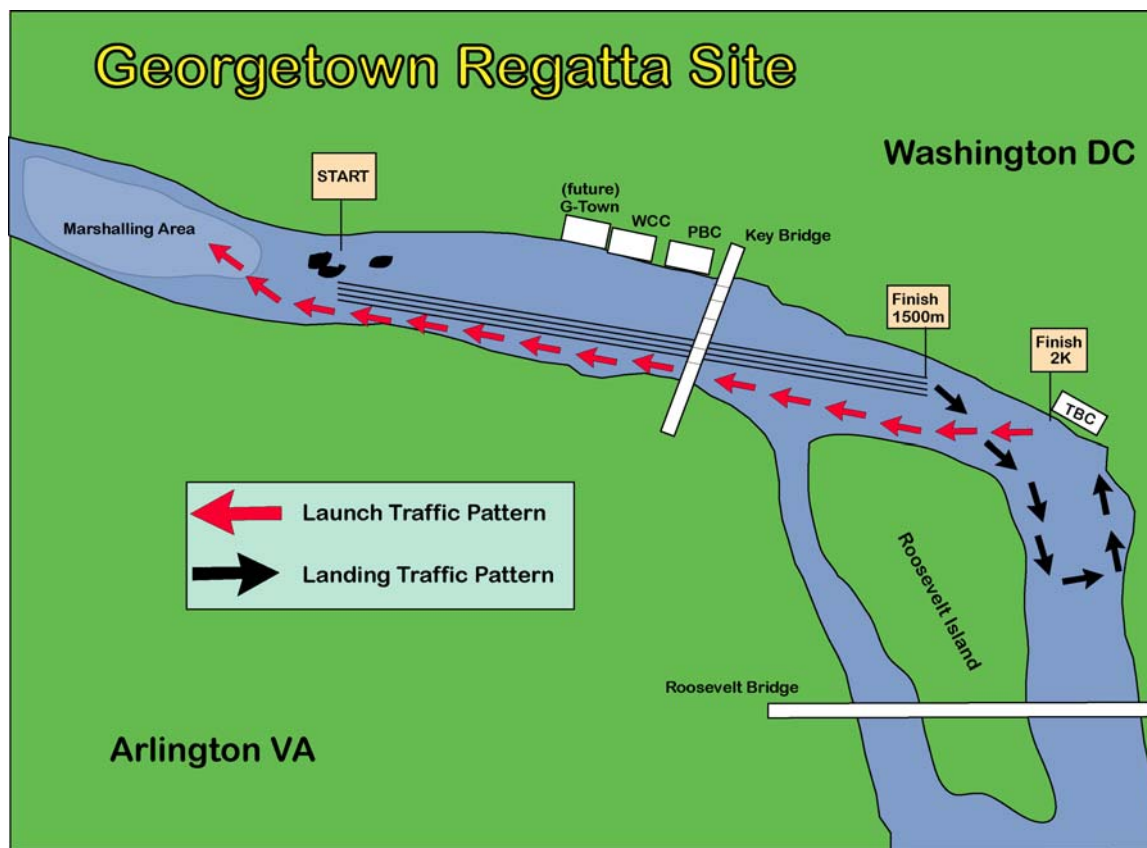 Georgetown Regatta Site
Washington DC
START
(future)
G-Town
WCC
PBC
Key Bridge
Marshalling Area
Finish
1500m
Finish
2K
TBC
Launch Traffic Pattern
Landing Traffic Pattern
Roosevelt Island
Roosevelt Bridge
Arlington VA